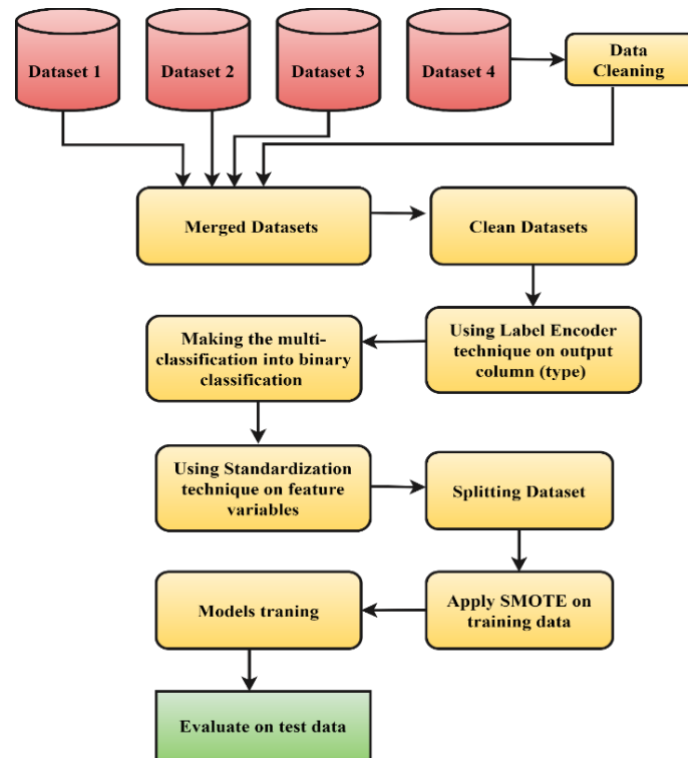 Dataset 1
Dataset 2
Dataset 3
Dataset 4
Data
Cleaning
Merged Datasets
Clean Datasets
Making the multi-
classification into binary
classification
Using Label Encoder
technique on output
column (type)
Using Standardization
technique on feature
variables
Splitting Dataset
Models traning
Apply SMOTE on
training data
Evaluate on test data